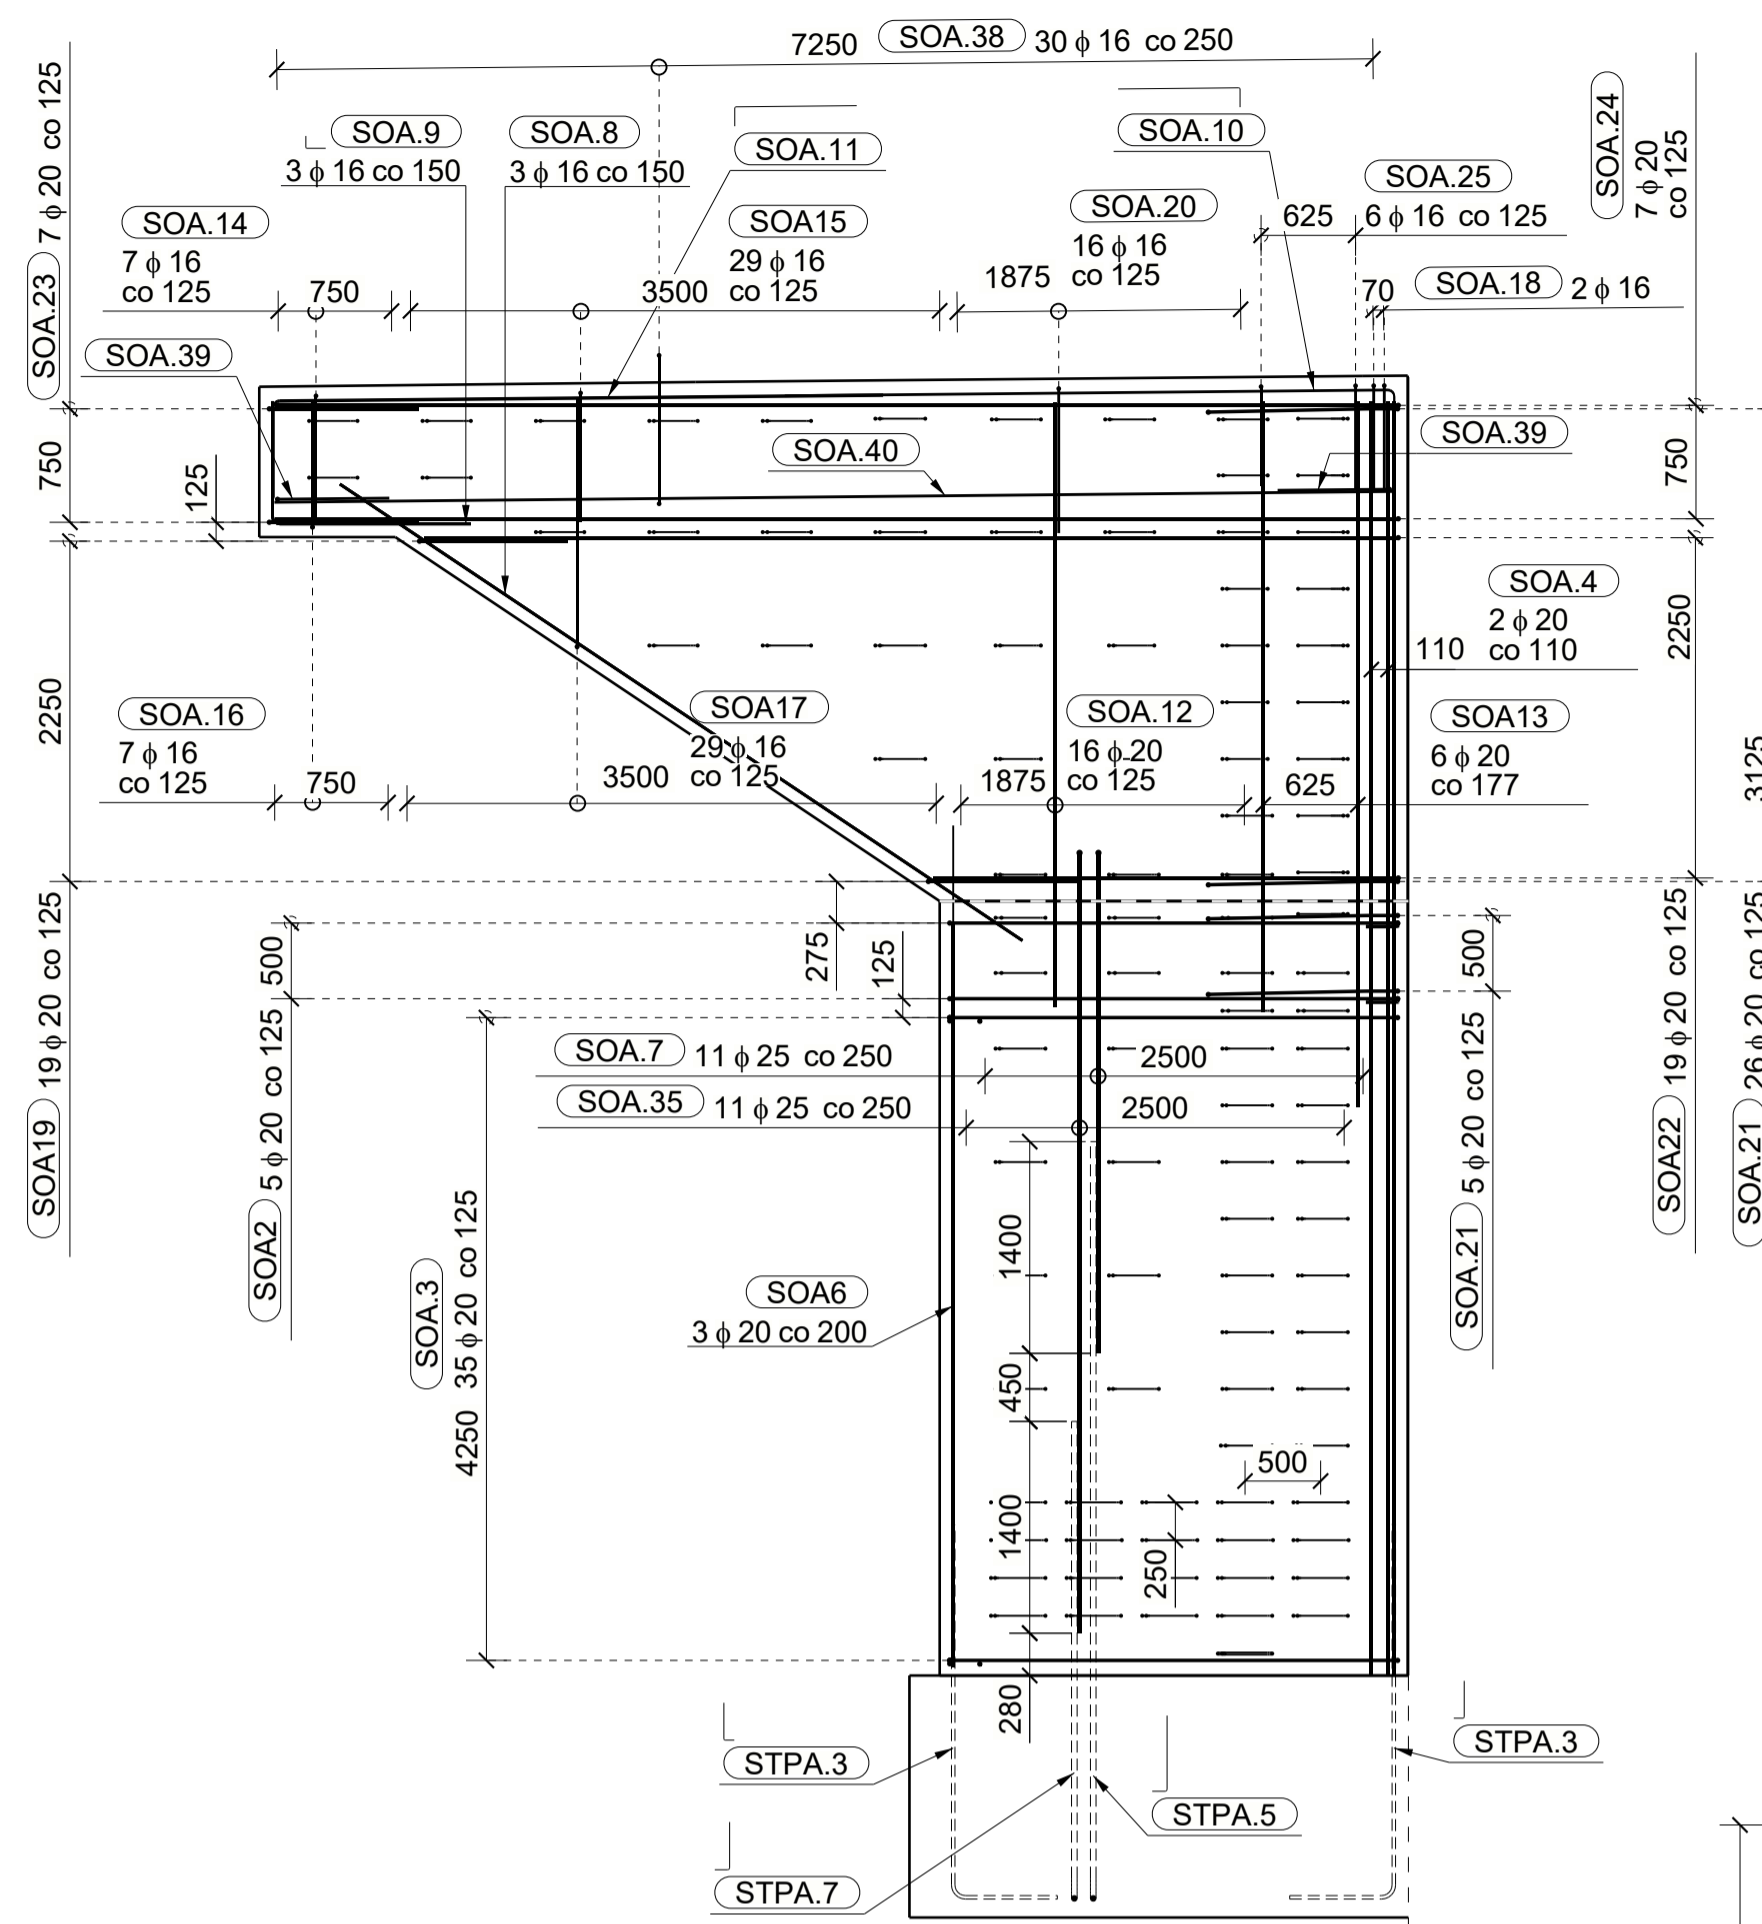 7250 SOA.38 30 ϕ 16 co 250
SOA.23 7 ϕ 20 co 125
SOA.9
3 ϕ 16 co 150
SOA.8
3 ϕ 16 co 150
SOA.11
SOA.10
SOA.24
7 ϕ 20
co 125
SOA.25
625 6 ϕ 16 co 125
SOA.14
7 ϕ 16
co 125 750
SOA15
29 ϕ 16
3500 co 125
SOA.20
16 ϕ 16
1875 co 125
70 SOA.18 2 ϕ 16
SOA.39
SOA.40
SOA.39
750
125
750
2250
2250
SOA.4
2 ϕ 20
110 co 110
SOA.16
7 ϕ 16
co 125 750
SOA17
29 ϕ 16
3500 co 125
SOA.12
16 ϕ 20
1875 co 125
625
SOA13
6 ϕ 20
co 177
3125
SOA19 19 ϕ 20 co 125
SOA2 5 ϕ 20 co 125 500
275
125
SOA.21 5 ϕ 20 co 125 500
SOA22 19 ϕ 20 co 125
SOA.21 26 ϕ 20 co 125
SOA.7 11 ϕ 25 co 250 2500
SOA.35 11 ϕ 25 co 250 2500
SOA.3
4250 35 ϕ 20 co 125
1400
SOA6
3 ϕ 20 co 200
450
500
1400
250
280
STPA.3
STPA.3
STPA.5
STPA.7